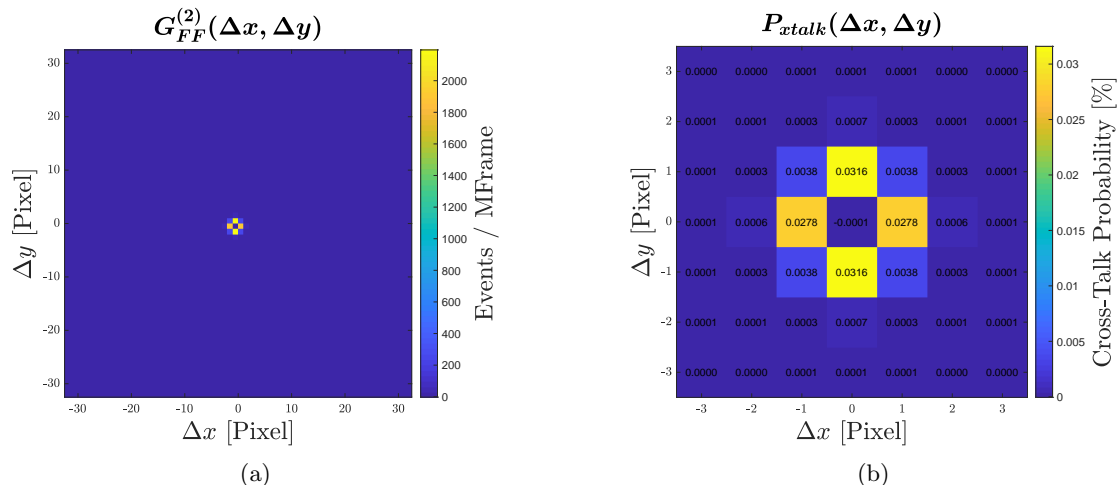 G_{FF}^{(2)}(Δx, Δy)
30
20
10
0
-10
-20
-30
Δy [Pixel]
-30 -20 -10 0 10 20 30
Δx [Pixel]
2000
1800
1600
1400
1200
1000
800
600
400
200
0
Events / MFrame
(a)
P_{xtalk}(Δx, Δy)
3 0.0000 0.0000 0.0001 0.0001 0.0001 0.0000 0.0000
2 0.0001 0.0001 0.0003 0.0007 0.0003 0.0001 0.0001
1 0.0001 0.0003 0.0038 0.0316 0.0038 0.0003 0.0001
0 0.0001 0.0006 0.0278 -0.0001 0.0278 0.0006 0.0001
-1 0.0001 0.0003 0.0038 0.0316 0.0038 0.0003 0.0001
-2 0.0001 0.0001 0.0003 0.0007 0.0003 0.0001 0.0001
-3 0.0000 0.0000 0.0001 0.0001 0.0001 0.0000 0.0000
Δy [Pixel]
-3 -2 -1 0 1 2 3
Δx [Pixel]
0.03
0.025
0.02
0.015
0.01
0.005
0
Cross-Talk Probability [%]
(b)